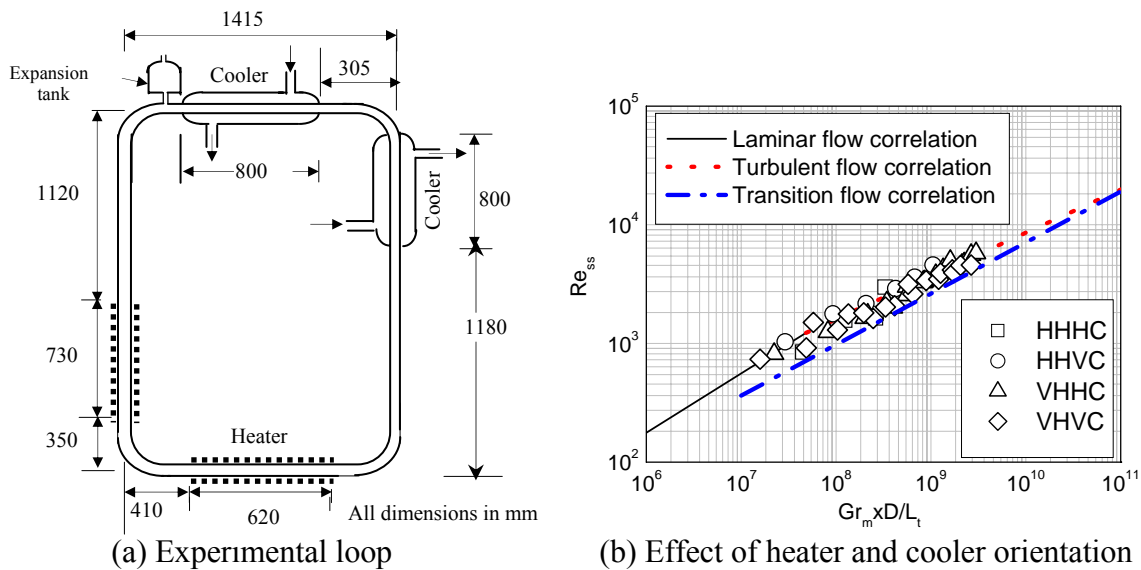 1415
Expansion
tank
Cooler
305
800
1120
Cooler
800
1180
730
350
Heater
410
620
All dimensions in mm
(a) Experimental loop
Laminar flow correlation
Turbulent flow correlation
Transition flow correlation
10^5
10^4
10^3
10^2
Re_ss
HHHC
HHVC
VHHC
VHVC
10^6 10^7 10^8 10^9 10^10 10^11
Gr_m xD/L_t
(b) Effect of heater and cooler orientation